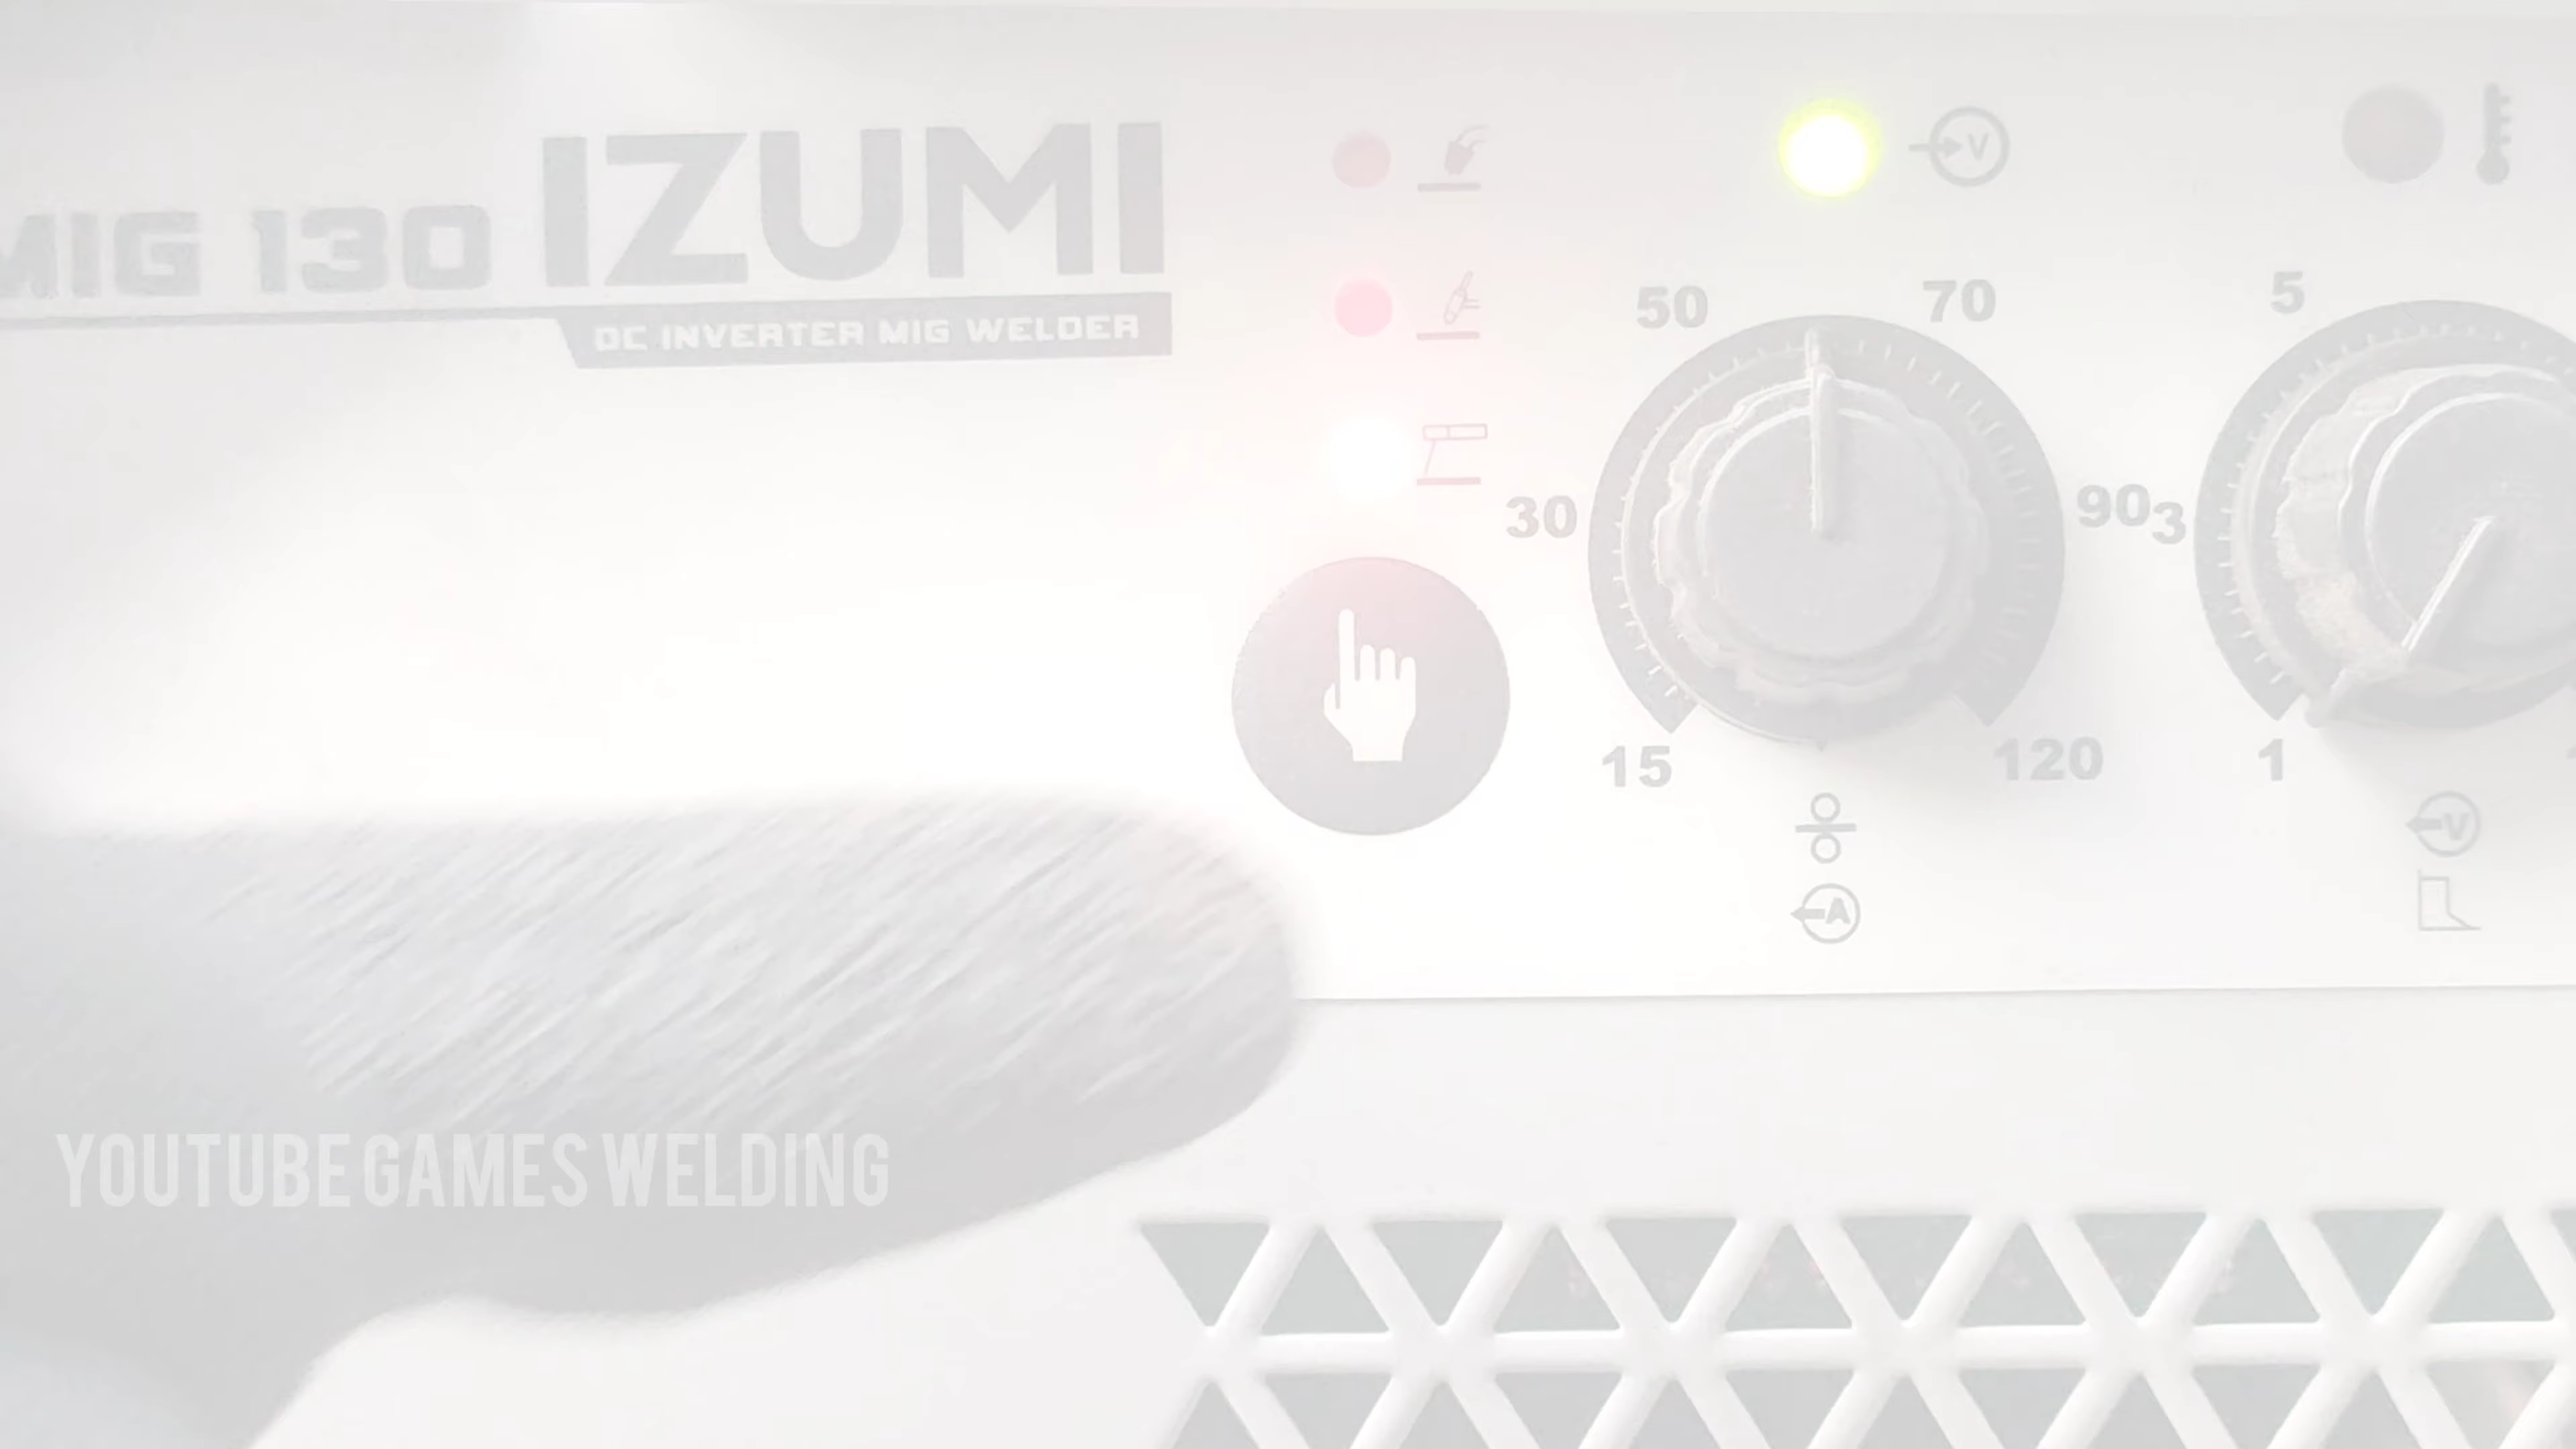 MIG 130 IZUMI
DC INVERTER MIG WELDER
V
50 70
5
30
90
3
15 120
1
V
A
YOUTUBE GAMES WELDING